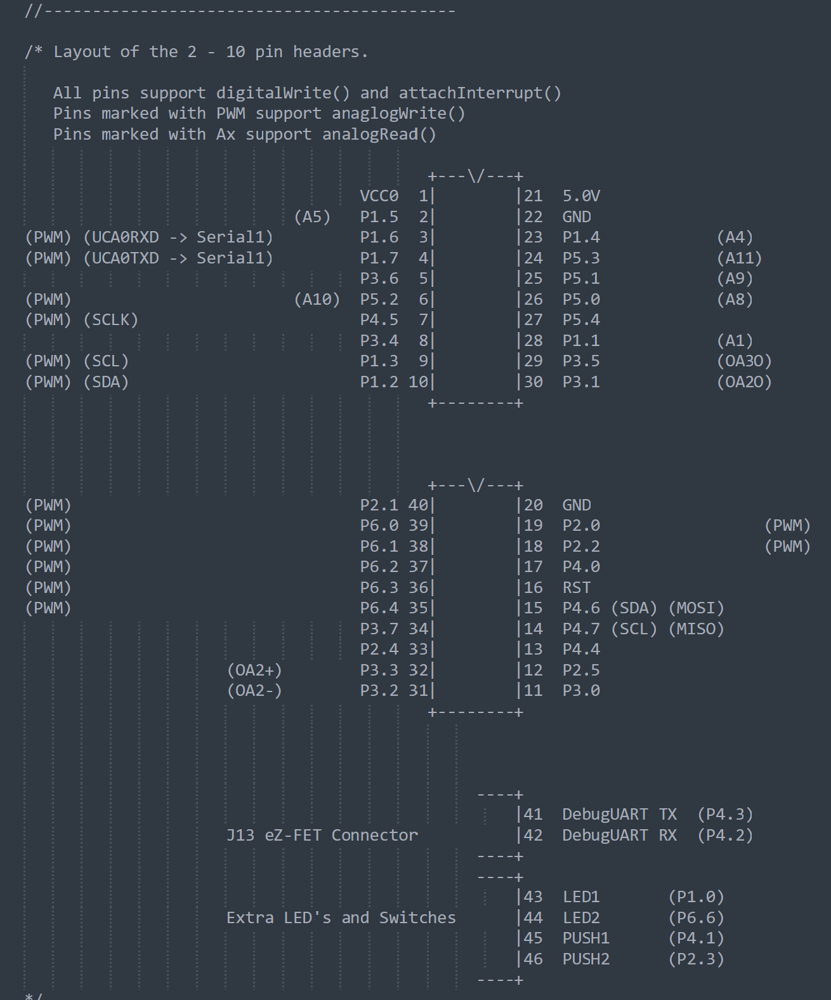 //-------------------------------------------
/* Layout of the 2 - 10 pin headers.
   All pins support digitalWrite() and attachInterrupt()
   Pins marked with PWM support anaglogWrite()
   Pins marked with Ax support analogRead()
                                          +---\/---+
                                   VCC0  1|        |21  5.0V
                            (A5)   P1.5  2|        |22  GND
(PWM) (UCA0RXD -> Serial1)         P1.6  3|        |23  P1.4            (A4)
(PWM) (UCA0TXD -> Serial1)         P1.7  4|        |24  P5.3            (A11)
                                   P3.6  5|        |25  P5.1            (A9)
(PWM)                       (A10)  P5.2  6|        |26  P5.0            (A8)
(PWM) (SCLK)                       P4.5  7|        |27  P5.4
                                   P3.4  8|        |28  P1.1            (A1)
(PWM) (SCL)                        P1.3  9|        |29  P3.5            (OA3O)
(PWM) (SDA)                        P1.2 10|        |30  P3.1            (OA2O)
                                          +--------+
                                          +---\/---+
(PWM)                              P2.1 40|        |20  GND
(PWM)                              P6.0 39|        |19  P2.0                 (PWM)
(PWM)                              P6.1 38|        |18  P2.2                 (PWM)
(PWM)                              P6.2 37|        |17  P4.0
(PWM)                              P6.3 36|        |16  RST
(PWM)                              P6.4 35|        |15  P4.6 (SDA) (MOSI)
                                   P3.7 34|        |14  P4.7 (SCL) (MISO)
                                   P2.4 33|        |13  P4.4
                     (OA2+)        P3.3 32|        |12  P2.5
                     (OA2-)        P3.2 31|        |11  P3.0
                                          +--------+
                                               ----+
                                                   |41  DebugUART TX  (P4.3)
                     J13 eZ-FET Connector          |42  DebugUART RX  (P4.2)
                                               ----+
                                               ----+
                                                   |43  LED1       (P1.0)
                     Extra LED's and Switches      |44  LED2       (P6.6)
                                                   |45  PUSH1      (P4.1)
                                                   |46  PUSH2      (P2.3)
                                               ----+
*/